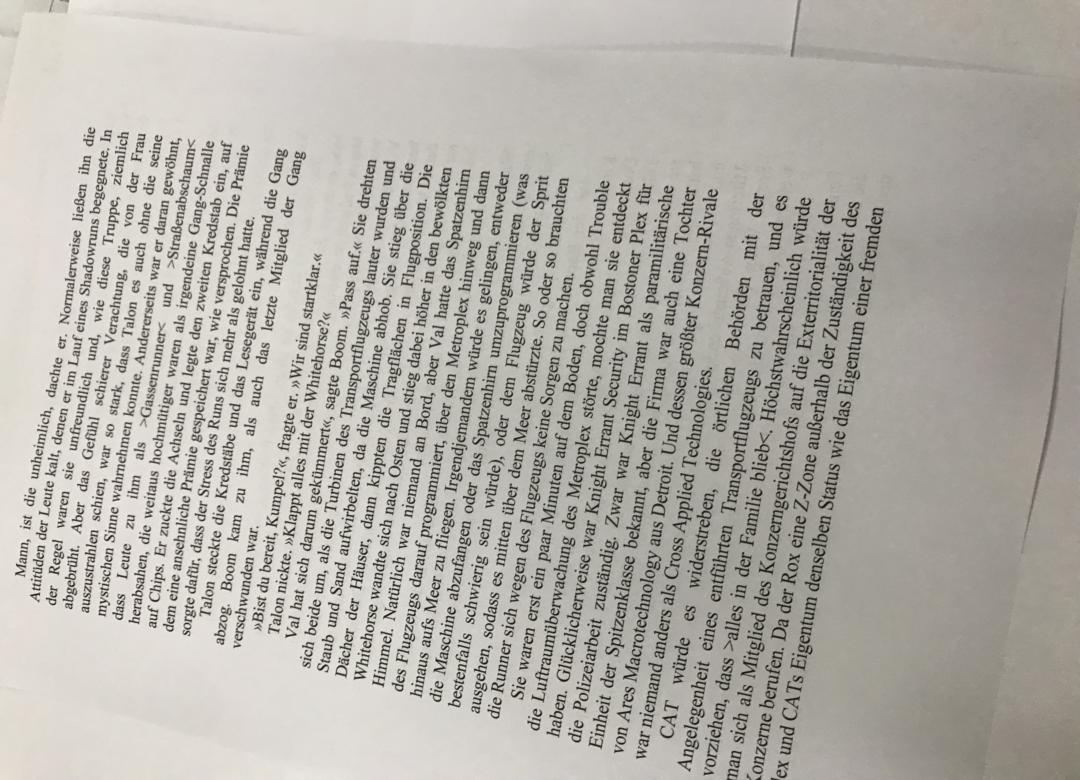 Mann, ist die unheimlich, dachte er. Normalerweise ließen ihn die
Attitüden der Leute kalt, denen er im Lauf eines Shadowruns begegnete. In
der Regel waren sie unfreundlich und, wie diese Truppe, ziemlich
abgebrüht. Aber das Gefühl schierer Verachtung, die von der Frau
auszustrahlen schien, war so stark, dass Talon es auch ohne die seine
mystischen Sinne wahrnehmen konnte. Andererseits war er daran gewöhnt,
dass Leute zu ihm als >Gassenrunner< und >Straßenabschaum<
herabsahen, die weitaus hochmütiger waren als irgendeine Gang-Schnalle
auf Chips. Er zuckte die Achseln und legte den zweiten Kredstab ein, auf
dem eine ansehnliche Prämie gespeichert war, wie versprochen. Die Prämie
sorgte dafür, dass der Stress des Runs sich mehr als gelohnt hatte.
Talon steckte die Kredstäbe und das Lesegerät ein, während die Gang
abzog. Boom kam zu ihm, als auch das letzte Mitglied der Gang
verschwunden war.
»Bist du bereit, Kumpel?«, fragte er. »Wir sind startklar.«
Talon nickte. »Klappt alles mit der Whitehorse?«
Val hat sich darum gekümmert«, sagte Boom. »Pass auf.« Sie drehten
sich beide um, als die Turbinen des Transportflugzeugs lauter wurden und
Staub und Sand aufwirbelten, da die Maschine abhob. Sie stieg über die
Dächer der Häuser, dann kippten die Tragflächen in Flugposition. Die
Whitehorse wandte sich nach Osten und stieg dabei höher in den bewölkten
Himmel. Natürlich war niemand an Bord, aber Val hatte das Spatzenhirn
des Flugzeugs darauf programmiert, über den Metroplex hinweg und dann
hinaus aufs Meer zu fliegen. Irgendjemandem würde es gelingen, entweder
die Maschine abzufangen oder das Spatzenhirn umzuprogrammieren (was
bestenfalls schwierig sein würde), oder dem Flugzeug würde der Sprit
ausgehen, sodass es mitten über dem Meer abstürzte. So oder so brauchten
die Runner sich wegen des Flugzeugs keine Sorgen zu machen.
Sie waren erst ein paar Minuten auf dem Boden, doch obwohl Trouble
die Luftraumüberwachung des Metroplex störte, mochte man sie entdeckt
haben. Glücklicherweise war Knight Errant Security im Bostoner Plex für
die Polizeiarbeit zuständig. Zwar war Knight Errant als paramilitärische
Einheit der Spitzenklasse bekannt, aber die Firma war auch eine Tochter
von Ares Macrotechnology aus Detroit. Und dessen größter Konzern-Rivale
war niemand anders als Cross Applied Technologies.
CAT würde es widerstreben, die örtlichen Behörden mit der
Angelegenheit eines entführten Transportflugzeugs zu betrauen, und es
vorziehen, dass >alles in der Familie blieb<. Höchstwahrscheinlich würde
man sich als Mitglied des Konzerngerichtshofs auf die Exterritorialität der
Konzerne berufen. Da der Rox eine Z-Zone außerhalb der Zuständigkeit des
lex und CATs Eigentum denselben Status wie das Eigentum einer fremden